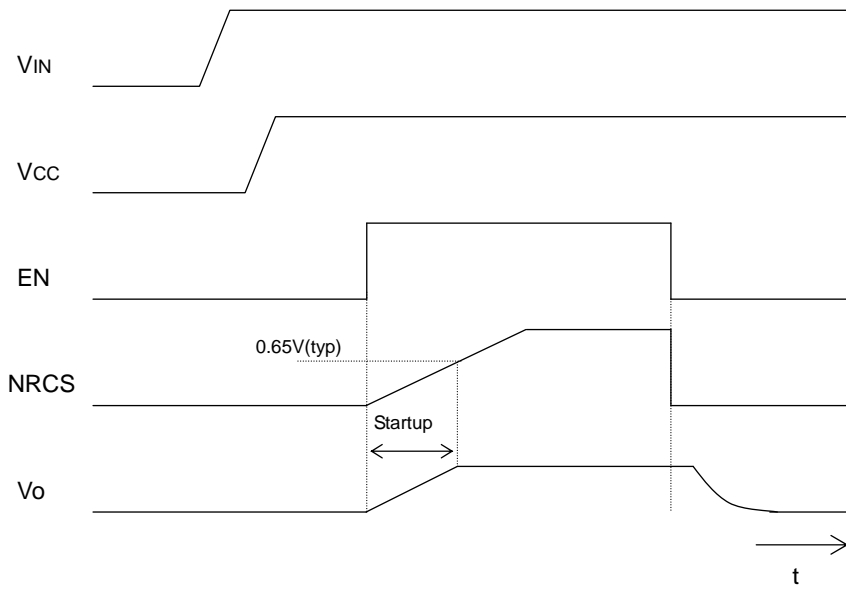 VIN
VCC
EN
0.65V(typ)
NRCS
Startup
Vo
t